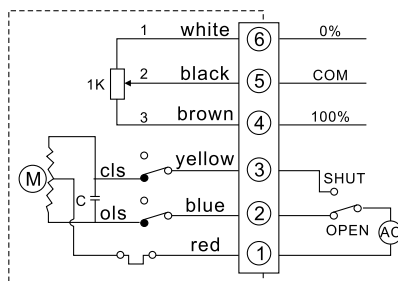 1 white 6 0%
1K 2 black 5 COM
3 brown 4 100%
cls yellow 3 SHUT
M C
ols blue 2 OPEN AC
red 1